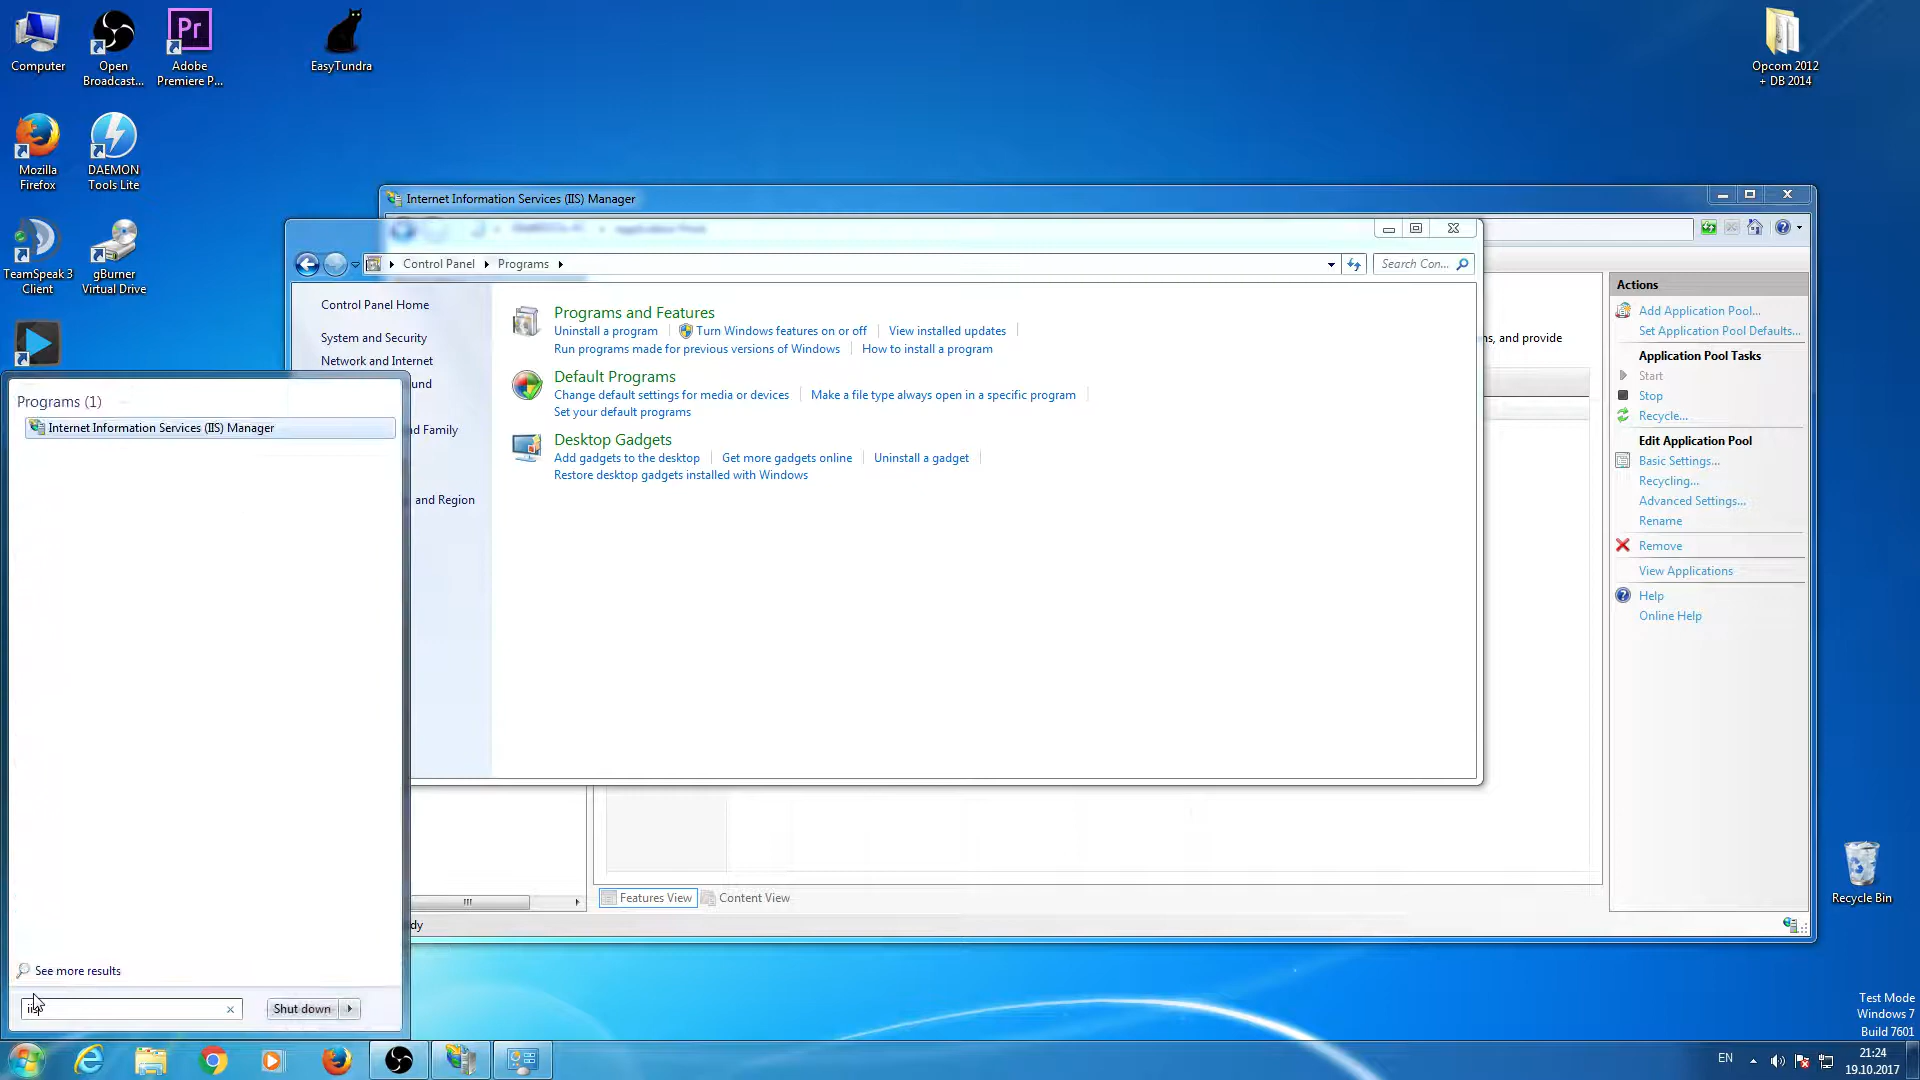 Computer
Open
Broadcast...
Adobe
Premiere P...
EasyTundra
Opcom 2012
+ DB 2014
Mozilla
Firefox
DAEMON
Tools Lite
TeamSpeak 3
Client
gBurner
Virtual Drive
Internet Information Services (IIS) Manager
Control Panel
Programs
Search Con...
Control Panel Home
System and Security
Network and Internet
Programs and Features
Uninstall a program
Turn Windows features on or off
View installed updates
Run programs made for previous versions of Windows
How to install a program
Default Programs
Change default settings for media or devices
Make a file type always open in a specific program
Set your default programs
Desktop Gadgets
Add gadgets to the desktop
Get more gadgets online
Uninstall a gadget
Restore desktop gadgets installed with Windows
and Region
Actions
Add Application Pool...
Set Application Pool Defaults...
Application Pool Tasks
Start
Stop
Recycle...
Edit Application Pool
Basic Settings...
Recycling...
Advanced Settings...
Rename
Remove
View Applications
Help
Online Help
and provide
Programs (1)
Internet Information Services (IIS) Manager
See more results
Shut down
Features View
Content View
Recycle Bin
Test Mode
Windows 7
Build 7601
EN
21:24
19.10.2017